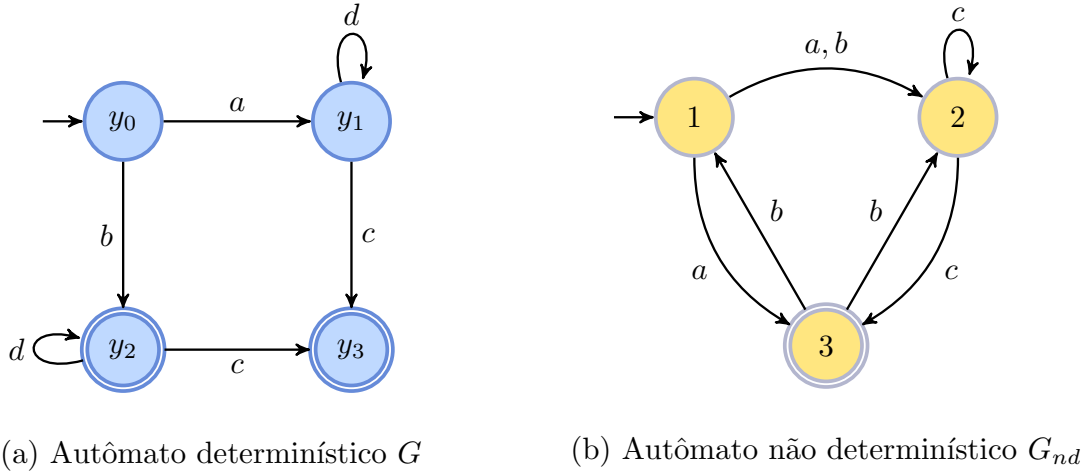 d
a
y₀
y₁
b
c
d
y₂
c
y₃
(a) Autômato determinístico G
c
a, b
1
2
b
b
a
c
3
(b) Autômato não determinístico Gₙd